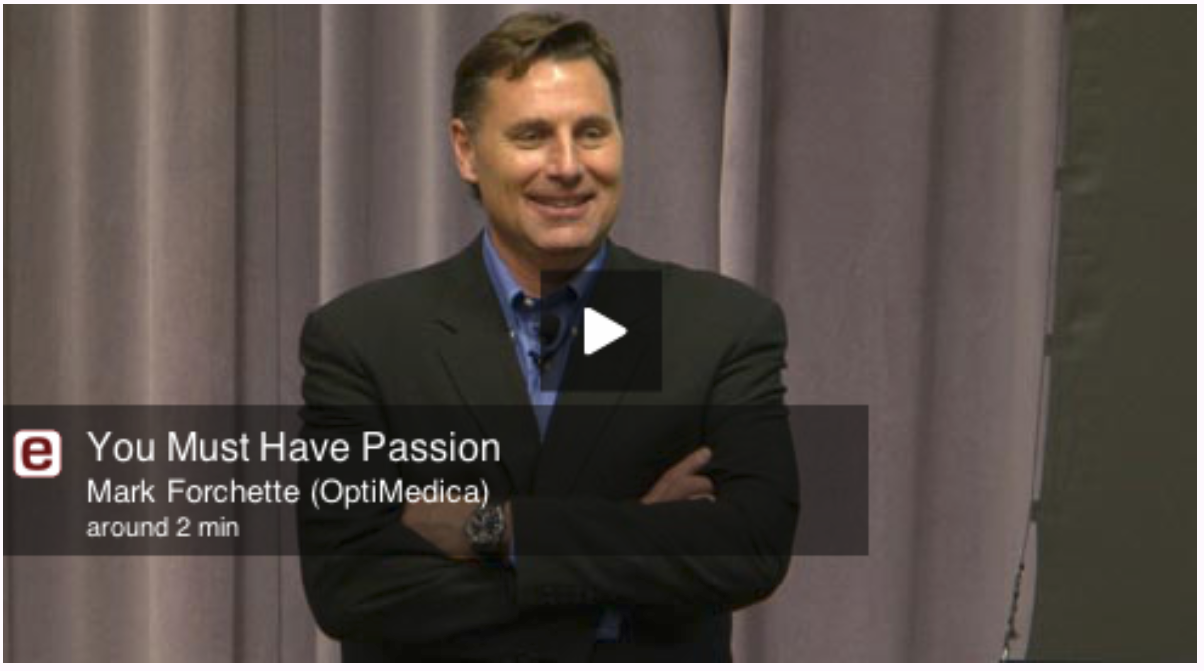 e
You Must Have Passion
Mark Forchette (OptiMedica)
around 2 min